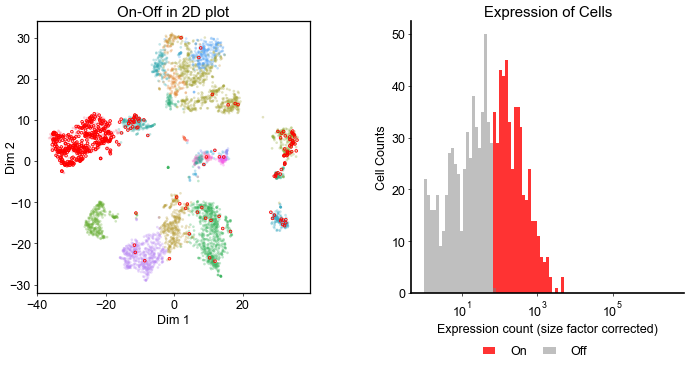 On-Off in 2D plot
30
20
10
0
−10
−20
−30
−40
−20
0
20
Dim 2
Dim 1
Expression of Cells
50
40
30
20
10
0
10^1
10^3
10^5
Cell Counts
Expression count (size factor corrected)
On Off